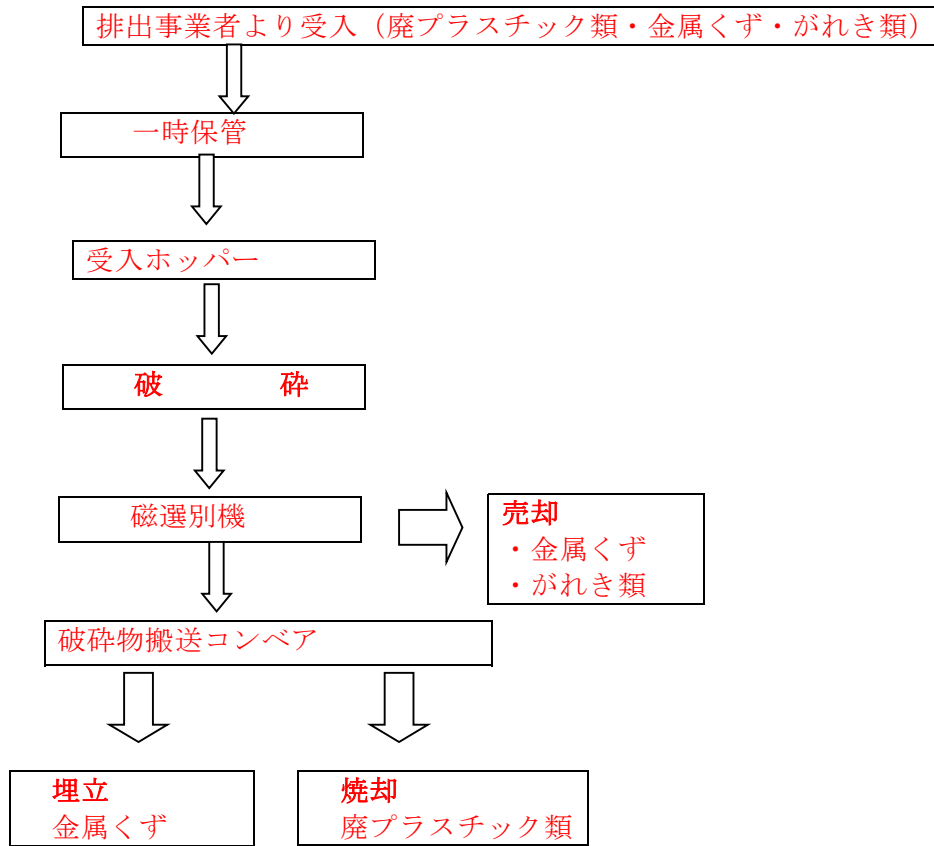 排出事業者より受入（廃プラスチック類・金属くず・がれき類）
一時保管
受入ホッパー
破　　　　砕
磁選別機
売却
・金属くず
・がれき類
破砕物搬送コンベア
埋立
金属くず
焼却
廃プラスチック類